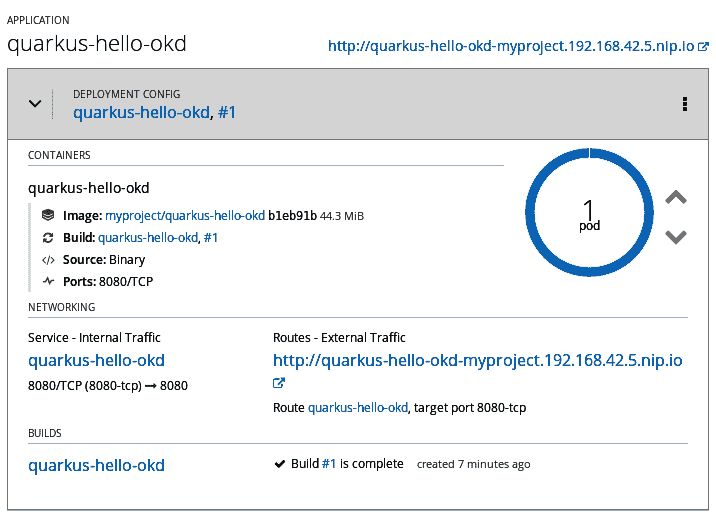 APPLICATION
quarkus-hello-okd
http://quarkus-hello-okd-myproject.192.168.42.5.nip.io
DEPLOYMENT CONFIG
quarkus-hello-okd, #1
CONTAINERS
quarkus-hello-okd
Image: myproject/quarkus-hello-okd b1eb91b 44.3 MiB
Build: quarkus-hello-okd, #1
Source: Binary
Ports: 8080/TCP
1
pod
NETWORKING
Service - Internal Traffic
quarkus-hello-okd
8080/TCP (8080-tcp) → 8080
Routes - External Traffic
http://quarkus-hello-okd-myproject.192.168.42.5.nip.io
Route quarkus-hello-okd, target port 8080-tcp
BUILDS
quarkus-hello-okd
Build #1 is complete created 7 minutes ago